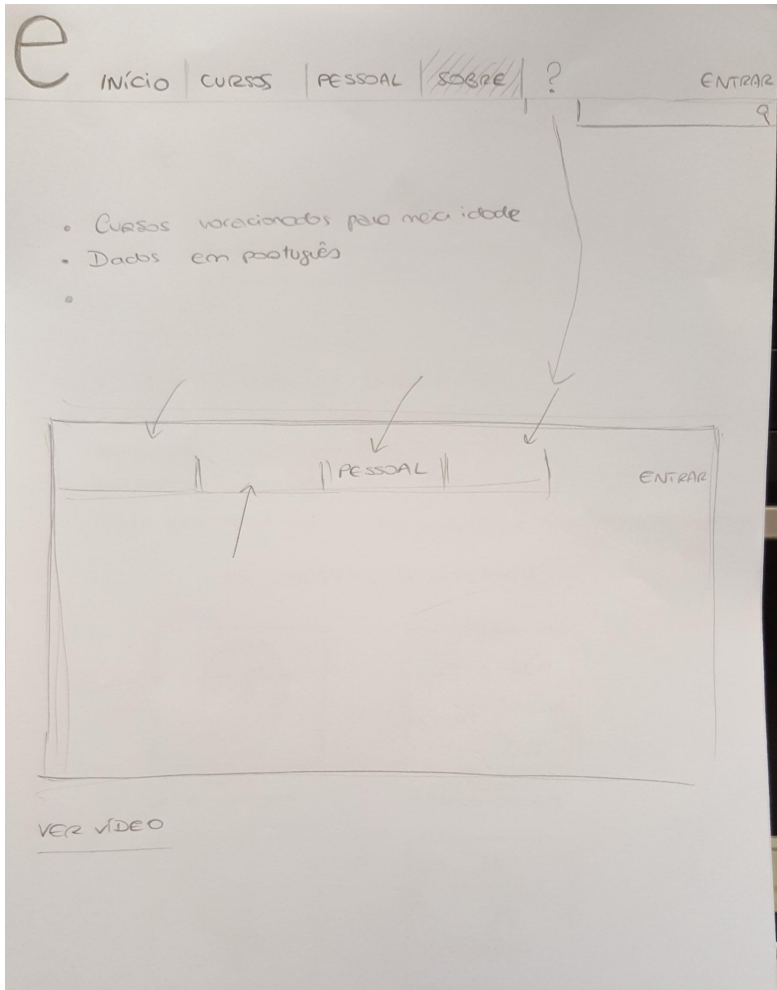 e INÍCIO CURSOS PESSOAL SOBRE ? ENTRAR
• Cursos vocacionados para meia idade
• Dados em português
•
PESSOAL ENTRAR
VER VÍDEO